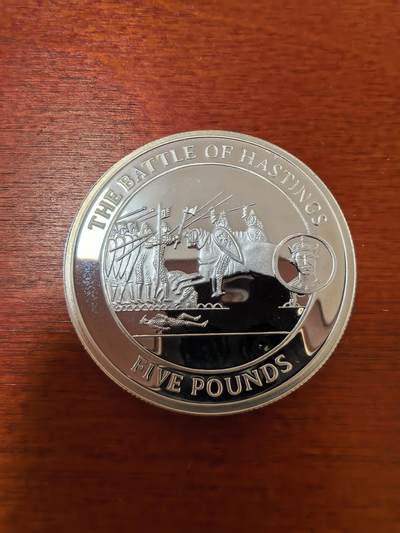 THE BATTLE OF HASTINGS
FIVE POUNDS